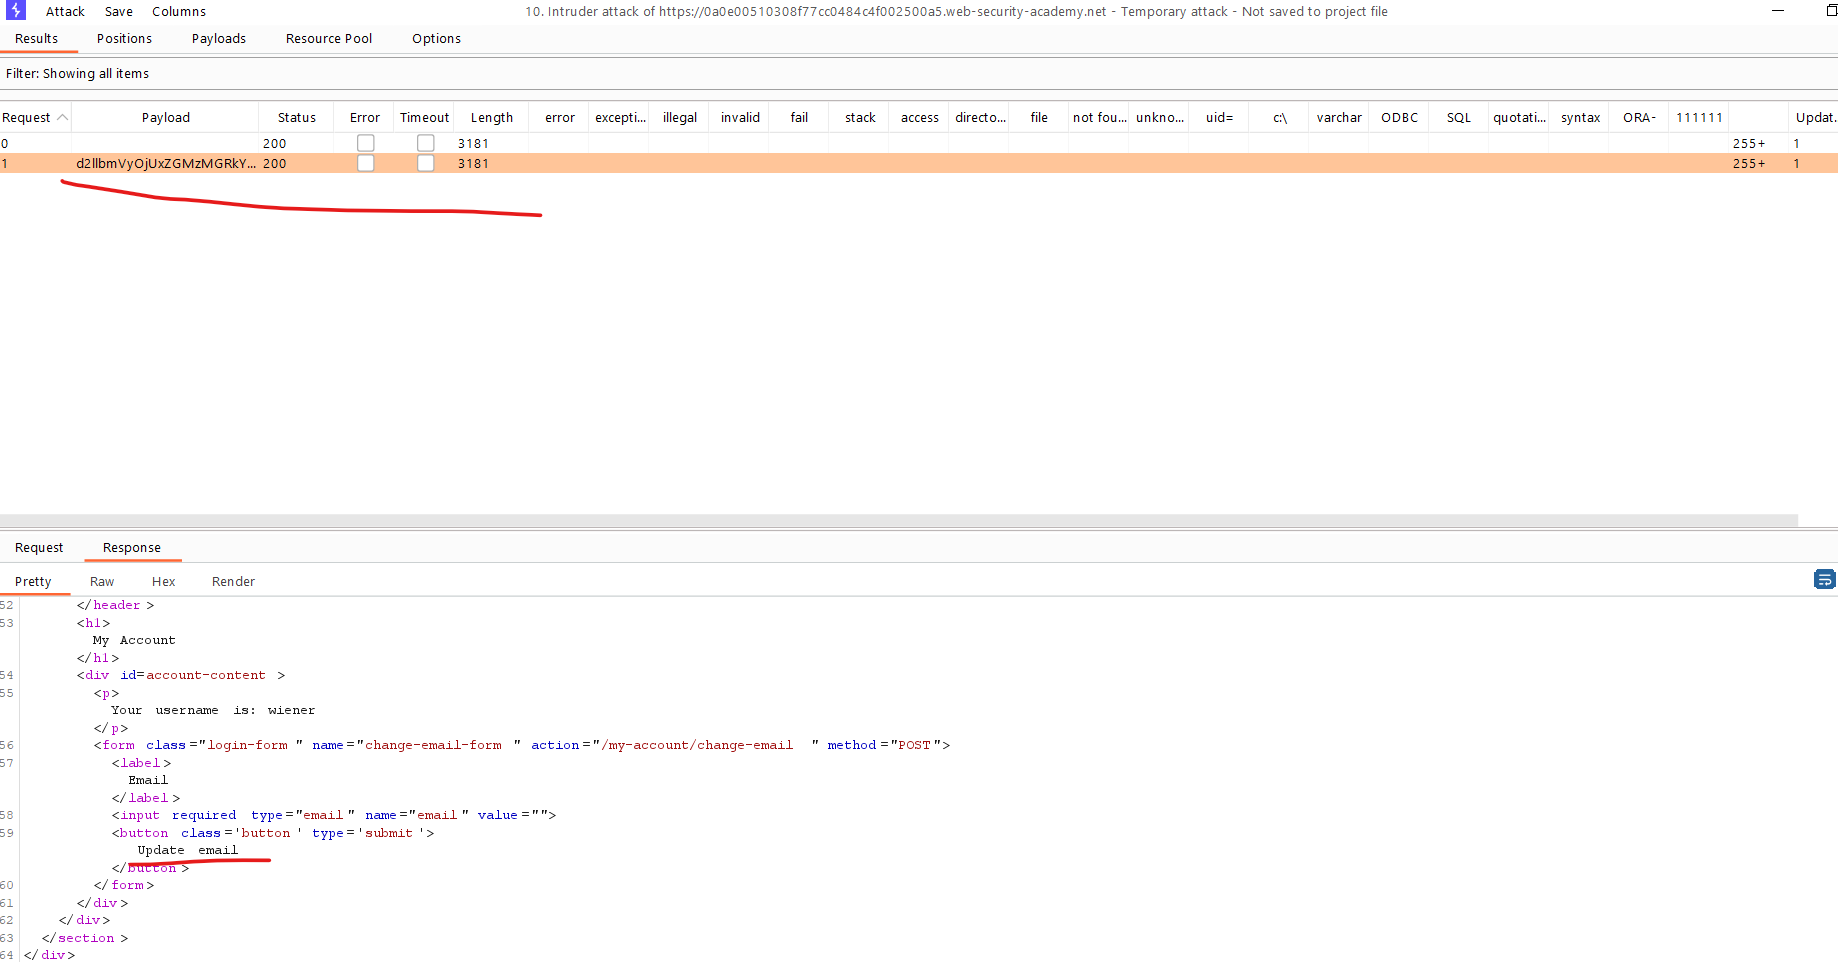 Attack Save Columns 10. Intruder attack of https://0a0e00510308f77cc0484c4f002500a5.web-security-academy.net - Temporary attack - Not saved to project file
Results Positions Payloads Resource Pool Options
Filter: Showing all items
Request Payload Status Error Timeout Length error excepti... illegal invalid fail stack access directo... file not fou... unkno... uid= c:\ varchar ODBC SQL quotati... syntax ORA- 111111 Updat.
0 200 3181 255+ 1
1 d2llbmVyOjUxZGMzMGRkY... 200 3181 255+ 1
Request Response
Pretty Raw Hex Render
52 </header >
53 <h1>
My Account
</h1>
54 <div id=account-content >
55 <p>
Your username is: wiener
</p>
56 <form class="login-form " name="change-email-form " action="/my-account/change-email " method="POST">
57 <label>
Email
</label>
58 <input required type="email" name="email" value="">
59 <button class='button ' type='submit '>
Update email
</button>
60 </form>
61 </div>
62 </div>
63 </section >
64 </div>